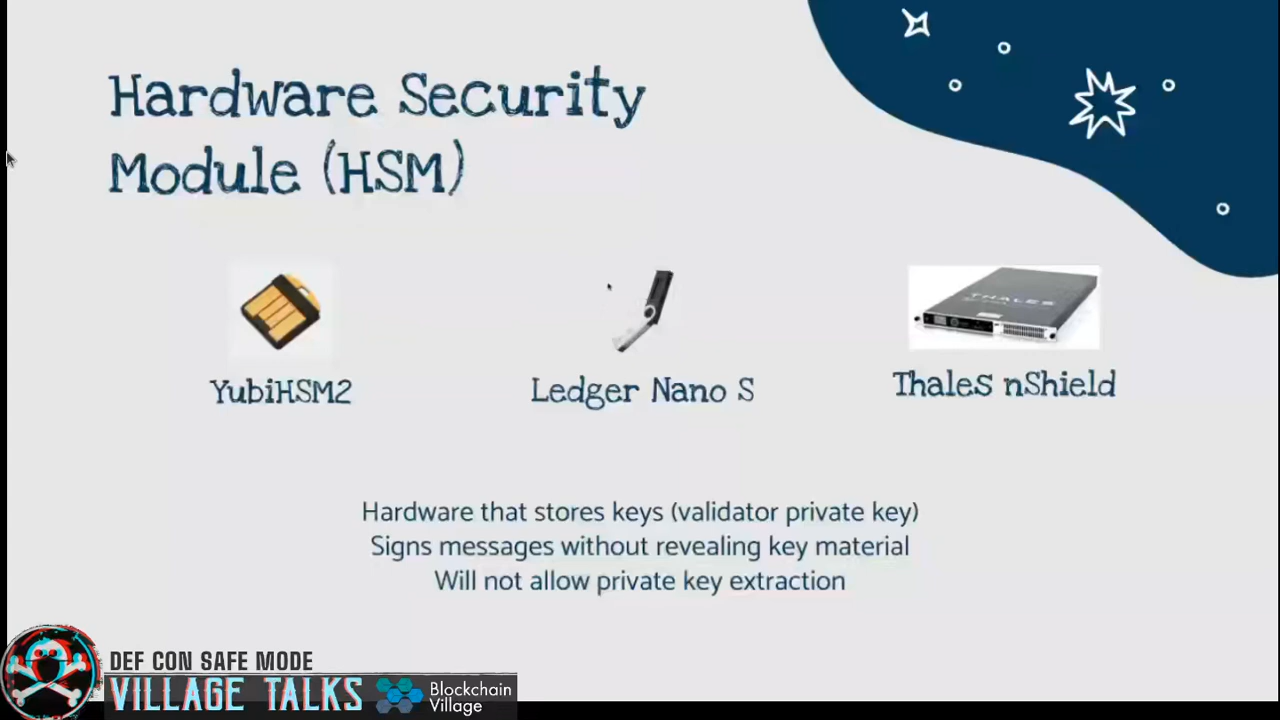 Hardware Security
Module (HSM)
THALES
YubiHSM2
Ledger Nano S
Thales nShield
Hardware that stores keys (validator private key)
Signs messages without revealing key material
Will not allow private key extraction
DEF CON SAFE MODE
VILLAGE TALKS
Blockchain
Village